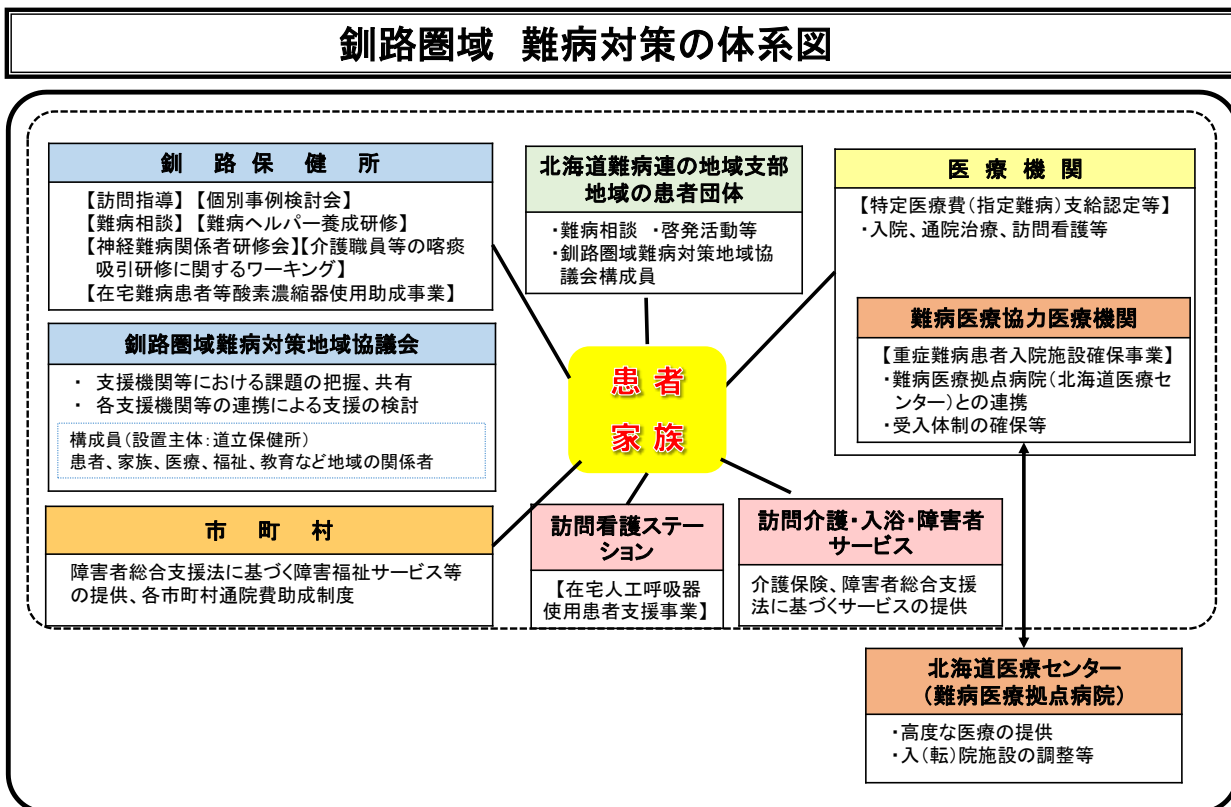 釧路圏域 難病対策の体系図
釧 路 保 健 所
【訪問指導】【個別事例検討会】
【難病相談】【難病ヘルパー養成研修】
【神経難病関係者研修会】【介護職員等の喀痰
吸引研修に関するワーキング】
【在宅難病患者等酸素濃縮器使用助成事業】
釧路圏域難病対策地域協議会
・ 支援機関等における課題の把握、共有
・ 各支援機関等の連携による支援の検討
構成員(設置主体:道立保健所)
患者、家族、医療、福祉、教育など地域の関係者
市 町 村
障害者総合支援法に基づく障害福祉サービス等
の提供、各市町村通院費助成制度
北海道難病連の地域支部
地域の患者団体
・難病相談 ・啓発活動等
・釧路圏域難病対策地域協
議会構成員
患 者
家 族
訪問看護ステー
ション
【在宅人工呼吸器
使用患者支援事業】
訪問介護・入浴・障害者
サービス
介護保険、障害者総合支援
法に基づくサービスの提供
医 療 機 関
【特定医療費(指定難病)支給認定等】
・入院、通院治療、訪問看護等
難病医療協力医療機関
【重症難病患者入院施設確保事業】
・難病医療拠点病院(北海道医療セ
ンター)との連携
・受入体制の確保等
北海道医療センター
(難病医療拠点病院)
・高度な医療の提供
・入(転)院施設の調整等